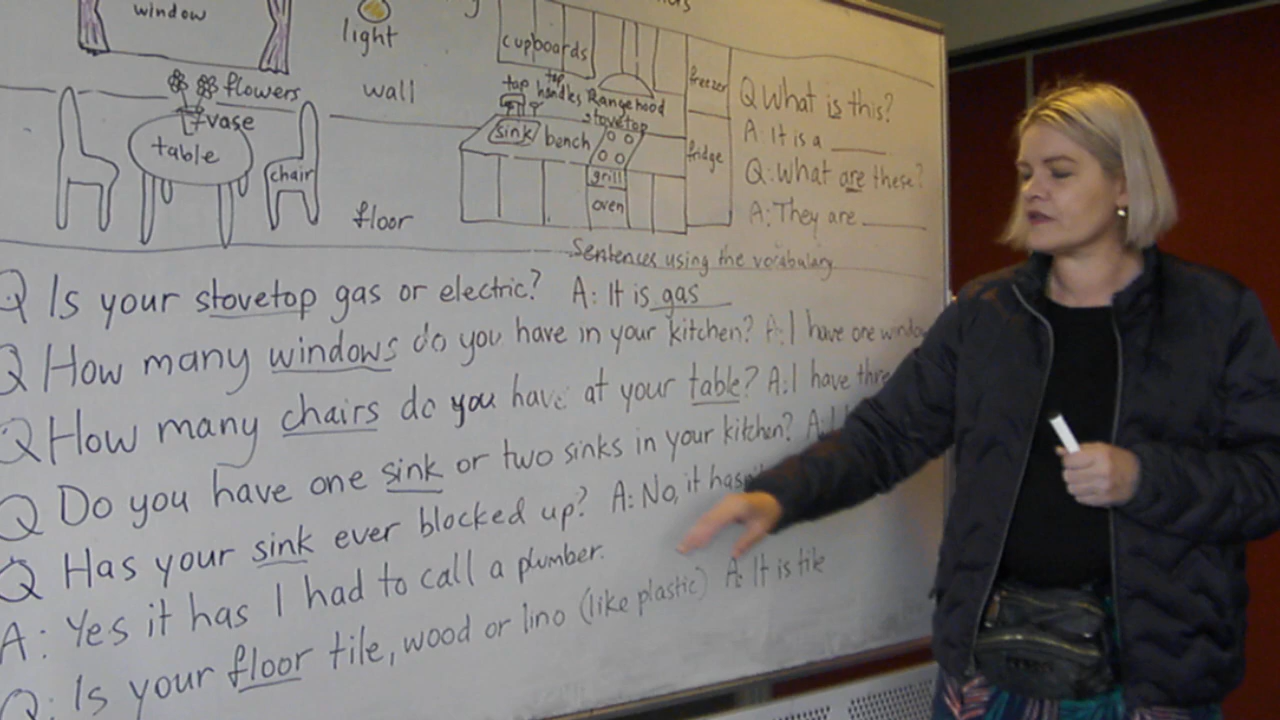 window
light
cupboards
freezer
flowers
wall
tap
tap
handles
Rangehood
stovetop
vase
table
sink
bench
fridge
chair
grill
oven
floor
Q What is this?
A: It is a ____
Q: What are these?
A: They are ____
Sentences using the vocabulary
Q Is your stovetop gas or electric? A: It is gas
Q How many windows do you have in your kitchen? A: I have one window
Q How many chairs do you have at your table? A: I have
Q Do you have one sink or two sinks in your kitchen? A:
Q Has your sink ever blocked up? A: No, it
A: Yes it has I had to call a plumber.
Q: Is your floor tile, wood or lino (like plastic) A: It is tile